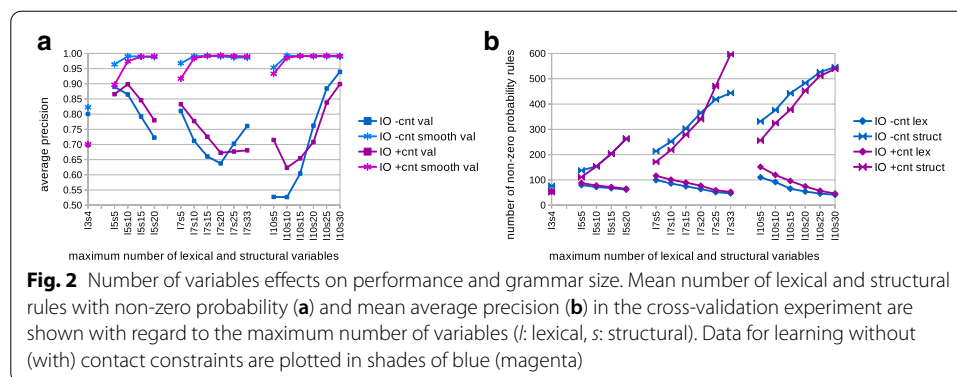 a
b
1.00
0.95
0.90
0.85
0.80
0.75
0.70
0.65
0.60
0.55
0.50
average precision
l3s4
l5s5
l5s10
l5s15
l5s20
l7s5
l7s10
l7s15
l7s20
l7s25
l7s33
l10s5
l10s10
l10s15
l10s20
l10s25
l10s30
maximum number of lexical and structural variables
IO -cnt val
IO -cnt smooth val
IO +cnt val
IO +cnt smooth val
600
500
400
300
200
100
0
number of non-zero probability rules
l3s4
l5s5
l5s10
l5s15
l5s20
l7s5
l7s10
l7s15
l7s20
l7s25
l7s33
l10s5
l10s10
l10s15
l10s20
l10s25
l10s30
maximum number of lexical and structural variables
IO -cnt lex
IO -cnt struct
IO +cnt lex
IO +cnt struct
Fig. 2 Number of variables effects on performance and grammar size. Mean number of lexical and structural
rules with non-zero probability (a) and mean average precision (b) in the cross-validation experiment are
shown with regard to the maximum number of variables (l: lexical, s: structural). Data for learning without
(with) contact constraints are plotted in shades of blue (magenta)